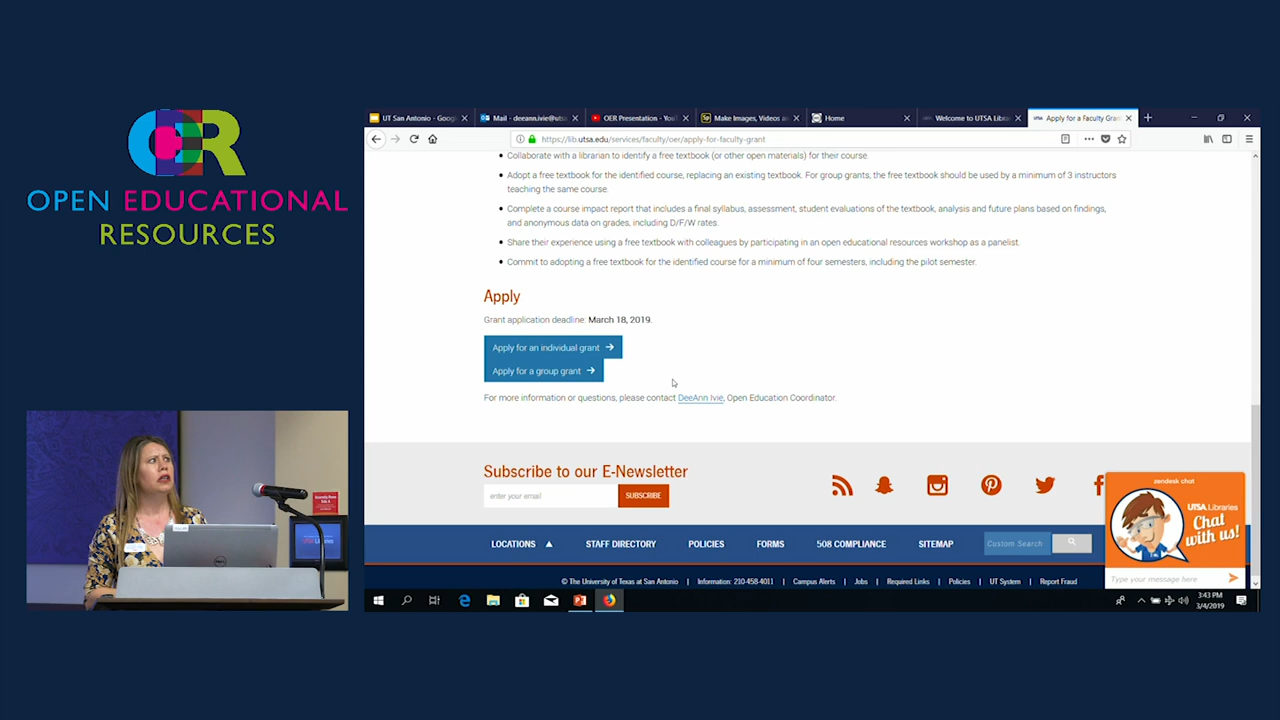 OER
OPEN EDUCATIONAL
RESOURCES
UT San Antonio - Goog
Mail - deeann.ivie@utsa
OER Presentation - You
Make Images, Videos a
Home
Welcome to UTSA Libra
Apply for a Faculty Gran
https://lib.utsa.edu/services/faculty/oer/apply-for-faculty-grant
Collaborate with a librarian to identify a free textbook (or other open materials) for their course.
Adopt a free textbook for the identified course, replacing an existing textbook. For group grants, the free textbook should be used by a minimum of 3 instructors
teaching the same course.
Complete a course impact report that includes a final syllabus, assessment, student evaluations of the textbook, analysis and future plans based on findings,
and anonymous data on grades, including D/F/W rates.
Share their experience using a free textbook with colleagues by participating in an open educational resources workshop as a panelist.
Commit to adopting a free textbook for the identified course for a minimum of four semesters, including the pilot semester.
Apply
Grant application deadline: March 18, 2019.
Apply for an individual grant
Apply for a group grant
For more information or questions, please contact DeeAnn Ivie, Open Education Coordinator.
Subscribe to our E-Newsletter
enter your email
SUBSCRIBE
zendesk chat
UTSA Libraries
Chat
with us!
Type your message here
LOCATIONS
STAFF DIRECTORY
POLICIES
FORMS
508 COMPLIANCE
SITEMAP
Custom Search
© The University of Texas at San Antonio
Information: 210-458-4011
Campus Alerts
Jobs
Required Links
Policies
UT System
Report Fraud
3:43 PM
3/4/2019